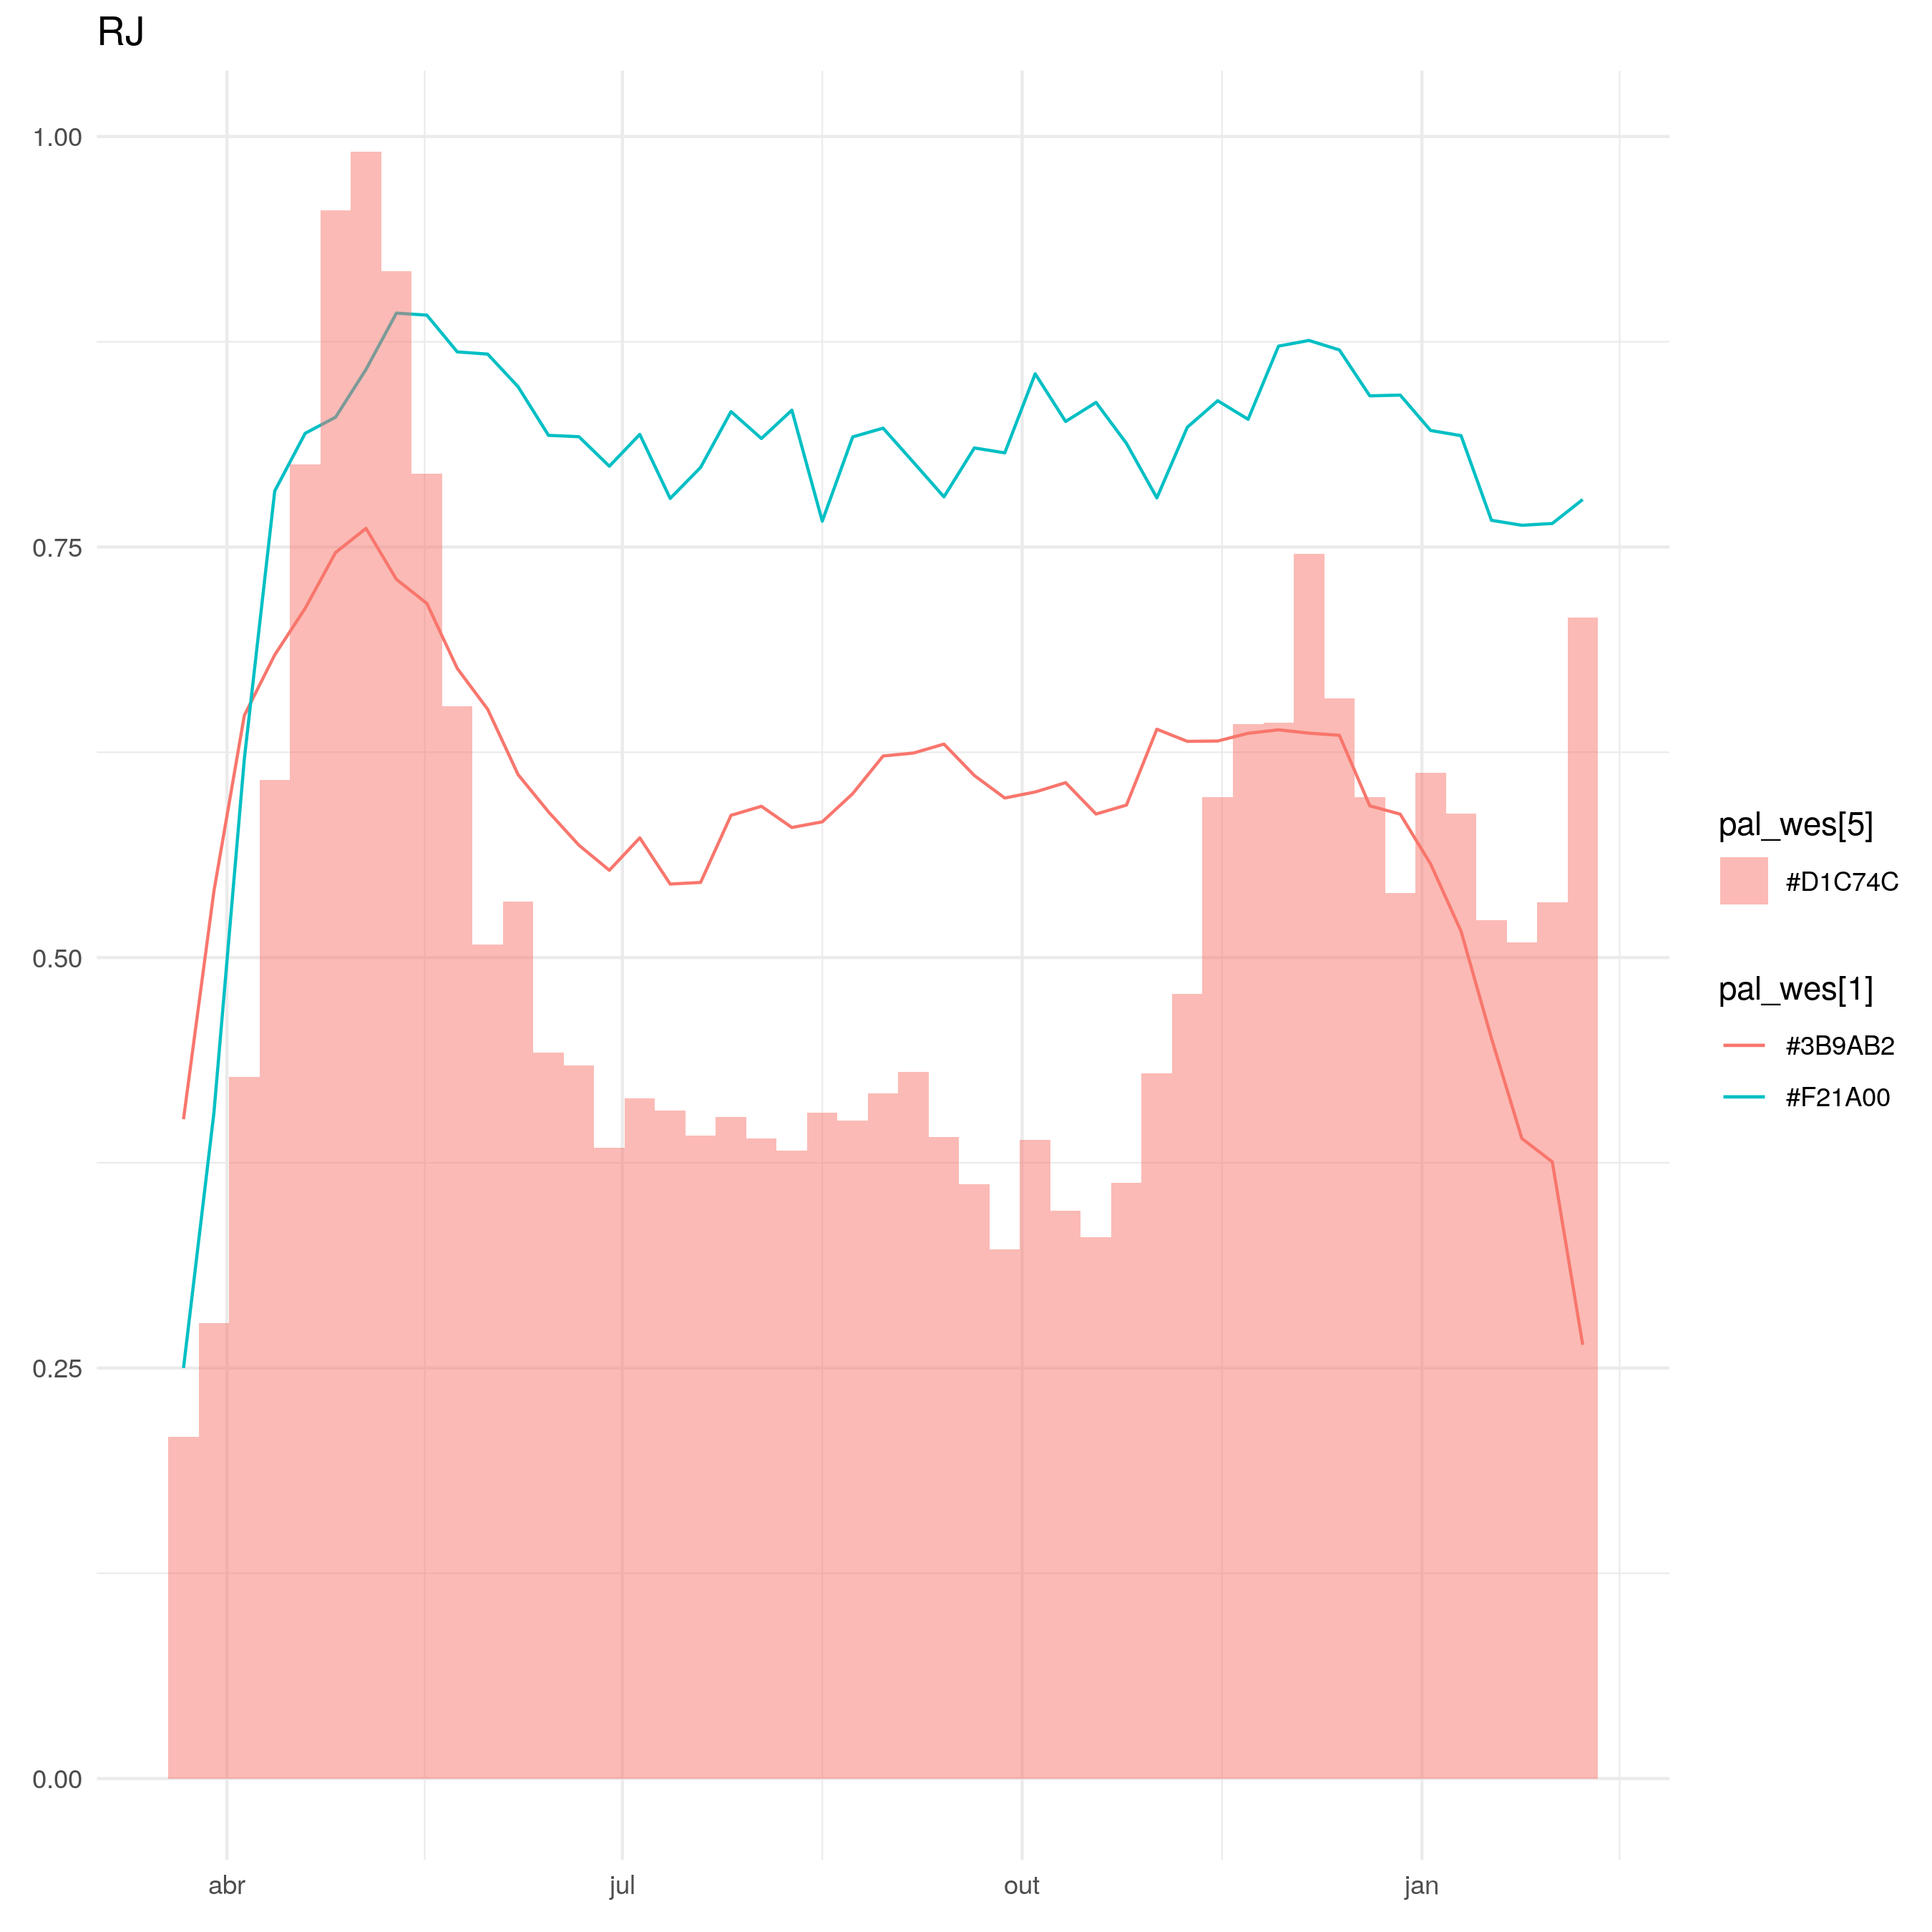 RJ
1.00
0.75
0.50
0.25
0.00
abr
jul
out
jan
pal_wes[5]
#D1C74C
pal_wes[1]
#3B9AB2
#F21A00